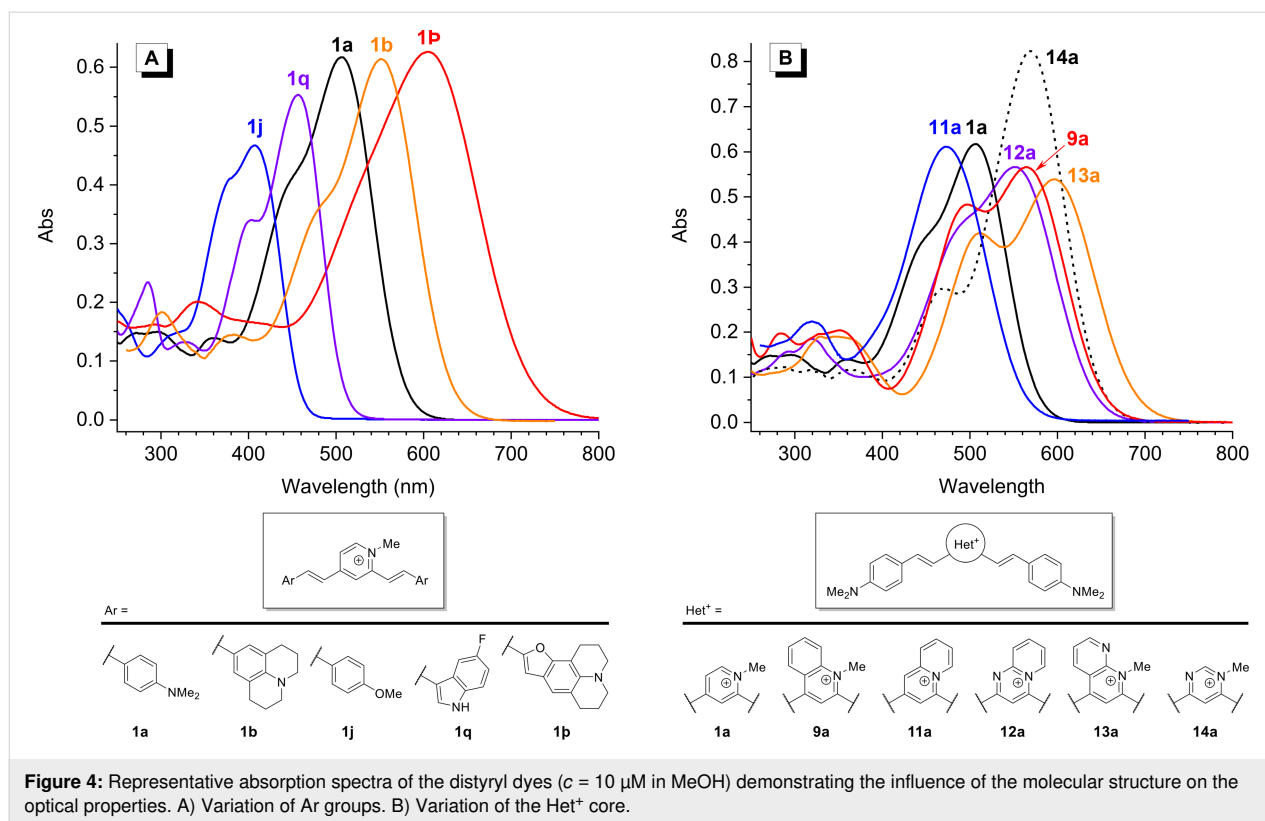 A
1j
1q
1a
1b
1Þ
0.6
0.5
0.4
0.3
0.2
0.1
0.0
Abs
300 400 500 600 700 800
Wavelength (nm)
B
14a
11a 1a
12a
9a
13a
0.8
0.7
0.6
0.5
0.4
0.3
0.2
0.1
0.0
Abs
300 400 500 600 700 800
Wavelength
N Me
⊕
Ar Ar
Het⁺
Me₂N NMe₂
Ar =
NMe₂
N
OMe
F
NH
O
N
1a 1b 1j 1q 1þ
Het⁺ =
N Me
⊕
N Me
⊕
N
⊕
N N
⊕
N
N Me
⊕
N N Me
⊕
1a 9a 11a 12a 13a 14a
Figure 4: Representative absorption spectra of the distyryl dyes (c = 10 µM in MeOH) demonstrating the influence of the molecular structure on the
optical properties. A) Variation of Ar groups. B) Variation of the Het⁺ core.